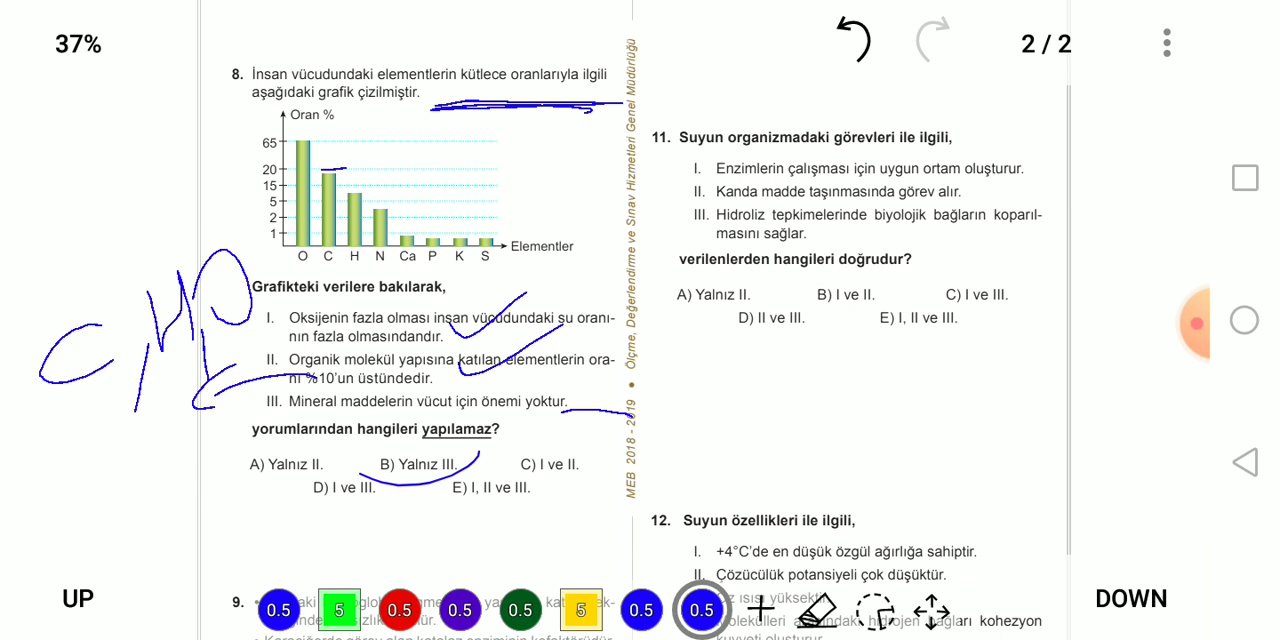 37%
2 / 2
8. İnsan vücudundaki elementlerin kütlece oranlarıyla ilgili
aşağıdaki grafik çizilmiştir.
Oran %
65
20
15
5
2
1
O C H N Ca P K S
Elementler
Grafikteki verilere bakılarak,
I. Oksijenin fazla olması insan vücudundaki su oranı-
nın fazla olmasındandır.
II. Organik molekül yapısına katılan elementlerin ora-
nı %10'un üstündedir.
III. Mineral maddelerin vücut için önemi yoktur.
yorumlarından hangileri yapılamaz?
A) Yalnız II. B) Yalnız III. C) I ve II.
D) I ve III. E) I, II ve III.
9.
MEB 2018 - 2019 • Ölçme, Değerlendirme ve Sınav Hizmetleri Genel Müdürlüğü
11. Suyun organizmadaki görevleri ile ilgili,
I. Enzimlerin çalışması için uygun ortam oluşturur.
II. Kanda madde taşınmasında görev alır.
III. Hidroliz tepkimelerinde biyolojik bağların koparıl-
masını sağlar.
verilenlerden hangileri doğrudur?
A) Yalnız II. B) I ve II. C) I ve III.
D) II ve III. E) I, II ve III.
12. Suyun özellikleri ile ilgili,
I. +4°C'de en düşük özgül ağırlığa sahiptir.
II. Çözücülük potansiyeli çok düşüktür.
ısısı yüksektir.
hidrojen bağları kohezyon
kuvveti oluşturur.
C, H, O
UP
0.5 5 0.5 0.5 0.5 5 0.5 0.5
DOWN